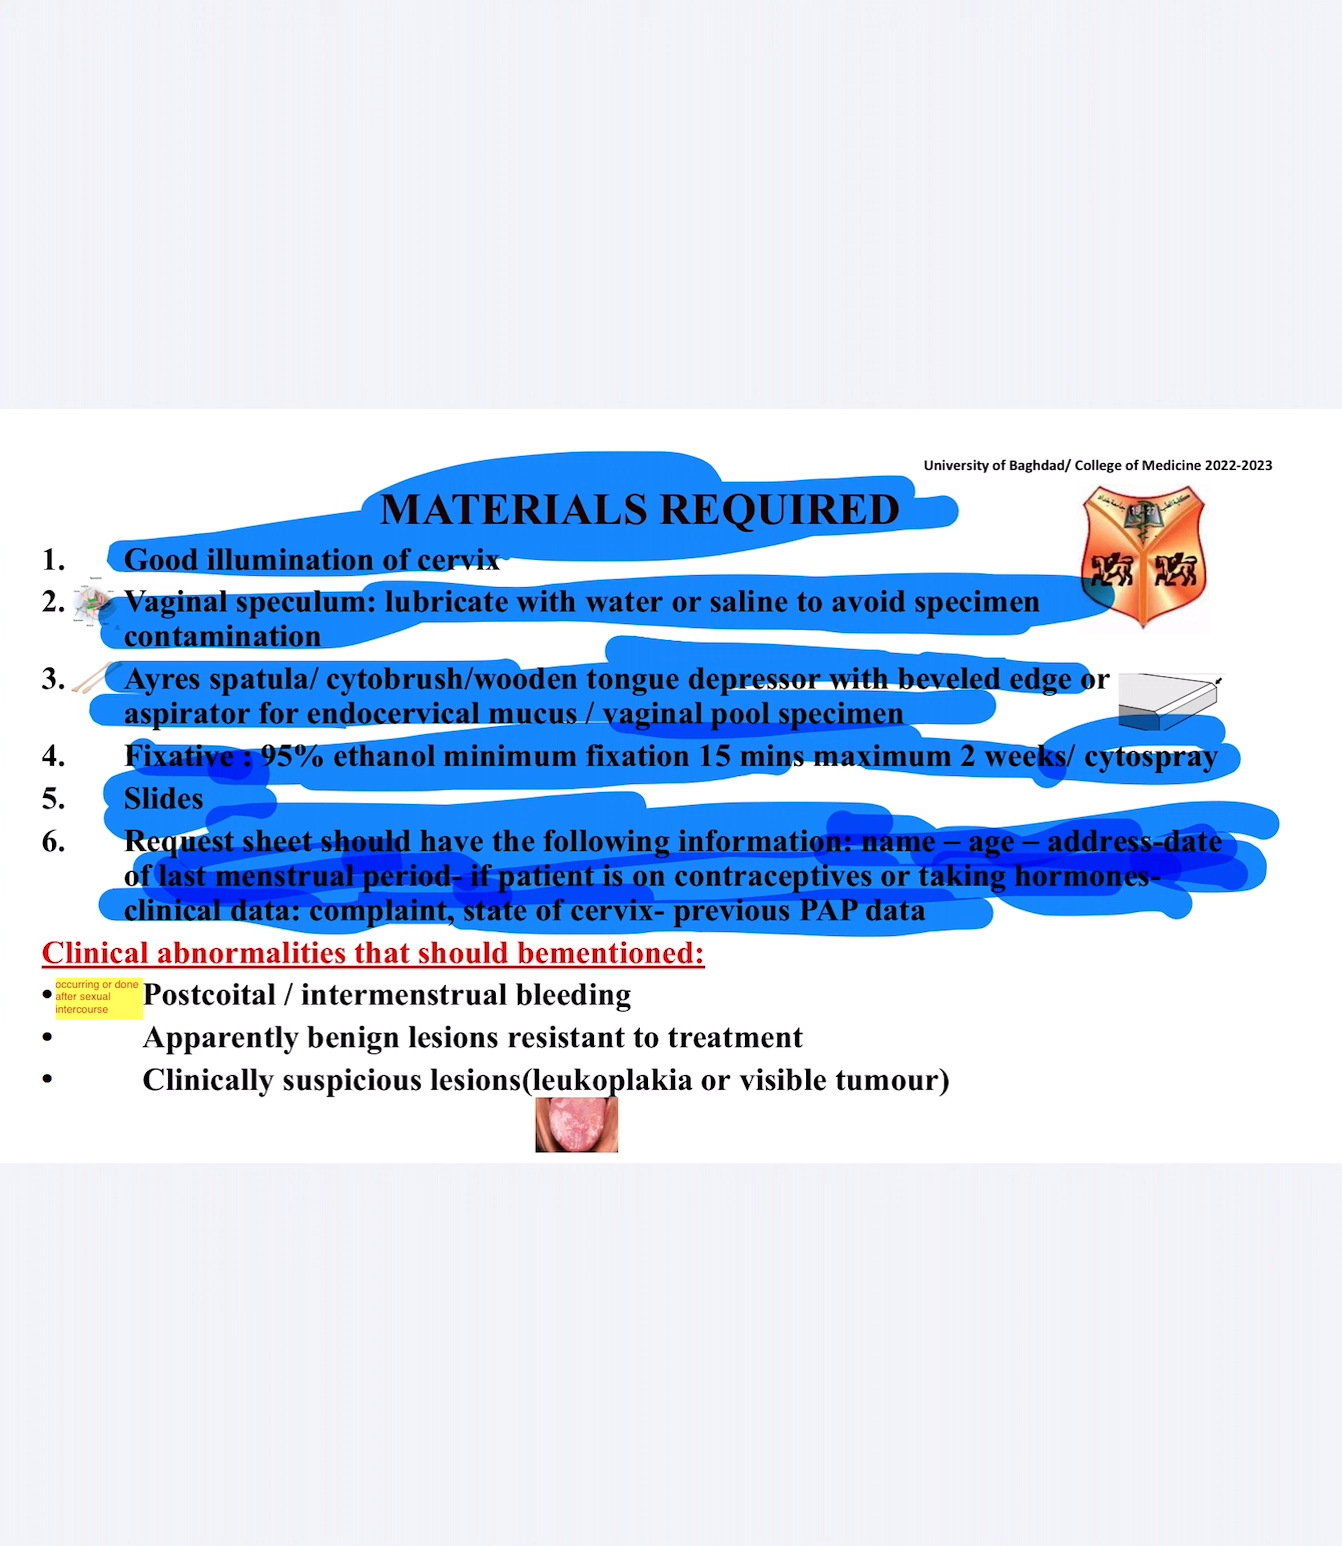 University of Baghdad/ College of Medicine 2022-2023
MATERIALS REQUIRED
1. Good illumination of cervix
2. Vaginal speculum: lubricate with water or saline to avoid specimen
contamination
3. Ayres spatula/ cytobrush/wooden tongue depressor with beveled edge or
aspirator for endocervical mucus / vaginal pool specimen
4. Fixative : 95% ethanol minimum fixation 15 mins maximum 2 weeks/ cytospray
5. Slides
6. Request sheet should have the following information: name – age – address-date
of last menstrual period- if patient is on contraceptives or taking hormones-
clinical data: complaint, state of cervix- previous PAP data
Clinical abnormalities that should bementioned:
occurring or done
after sexual
intercourse
• Postcoital / intermenstrual bleeding
• Apparently benign lesions resistant to treatment
• Clinically suspicious lesions(leukoplakia or visible tumour)